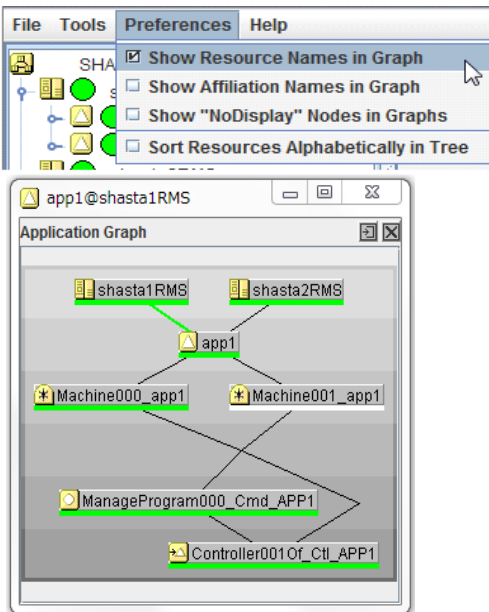 File Tools Preferences Help
SHA
Show Resource Names in Graph
Show Affiliation Names in Graph
Show "NoDisplay" Nodes in Graphs
Sort Resources Alphabetically in Tree
app1@shasta1RMS
Application Graph
shasta1RMS shasta2RMS
app1
Machine000_app1 Machine001_app1
ManageProgram000_Cmd_APP1
Controller001Of_Ctl_APP1